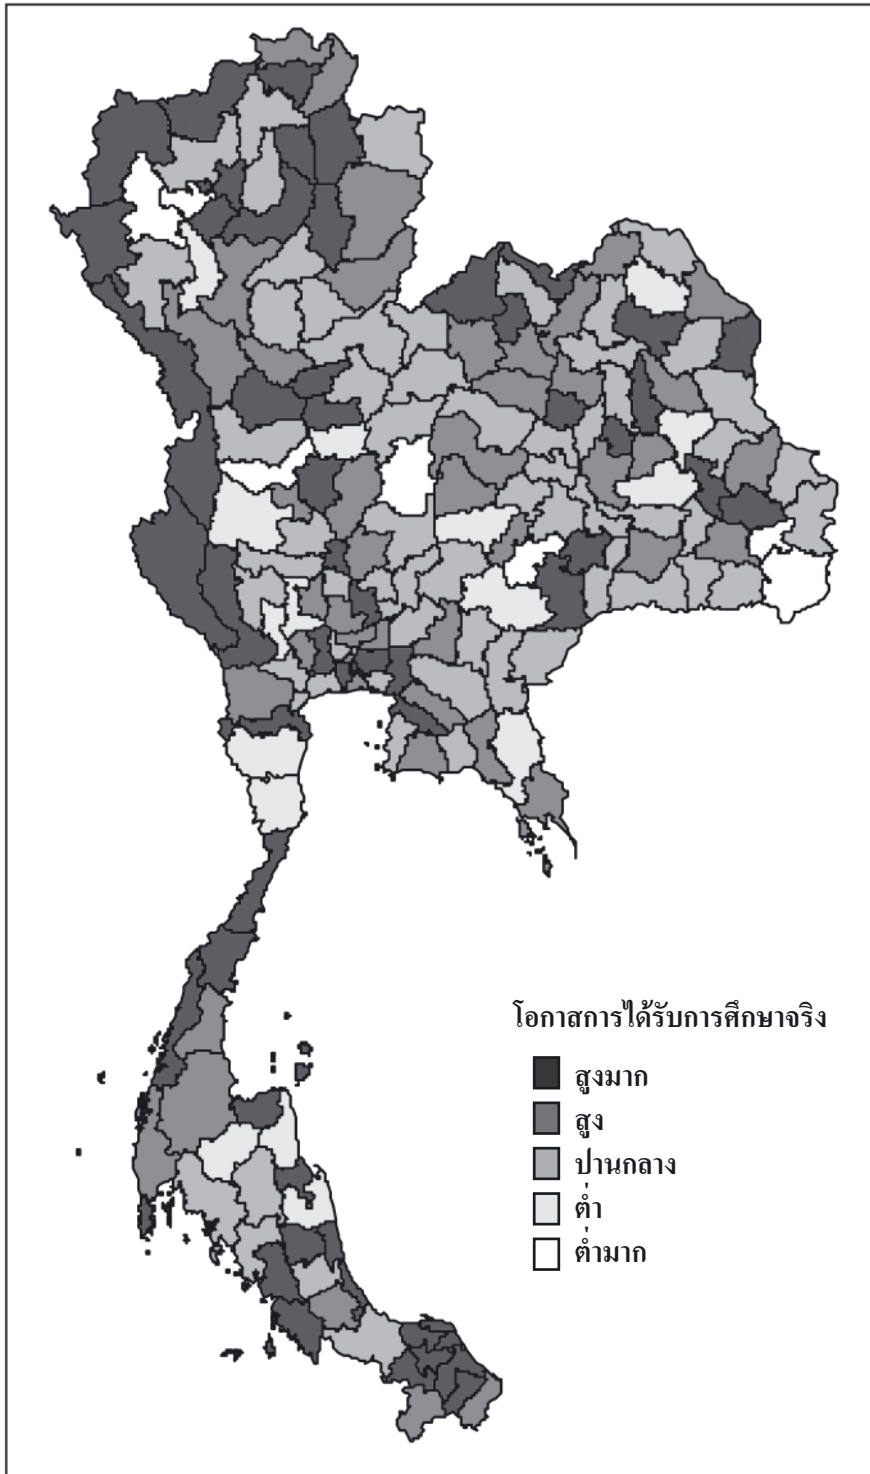 โอกาสการได้รับการศึกษาจริง
สูงมาก
สูง
ปานกลาง
ต่ำ
ต่ำมาก